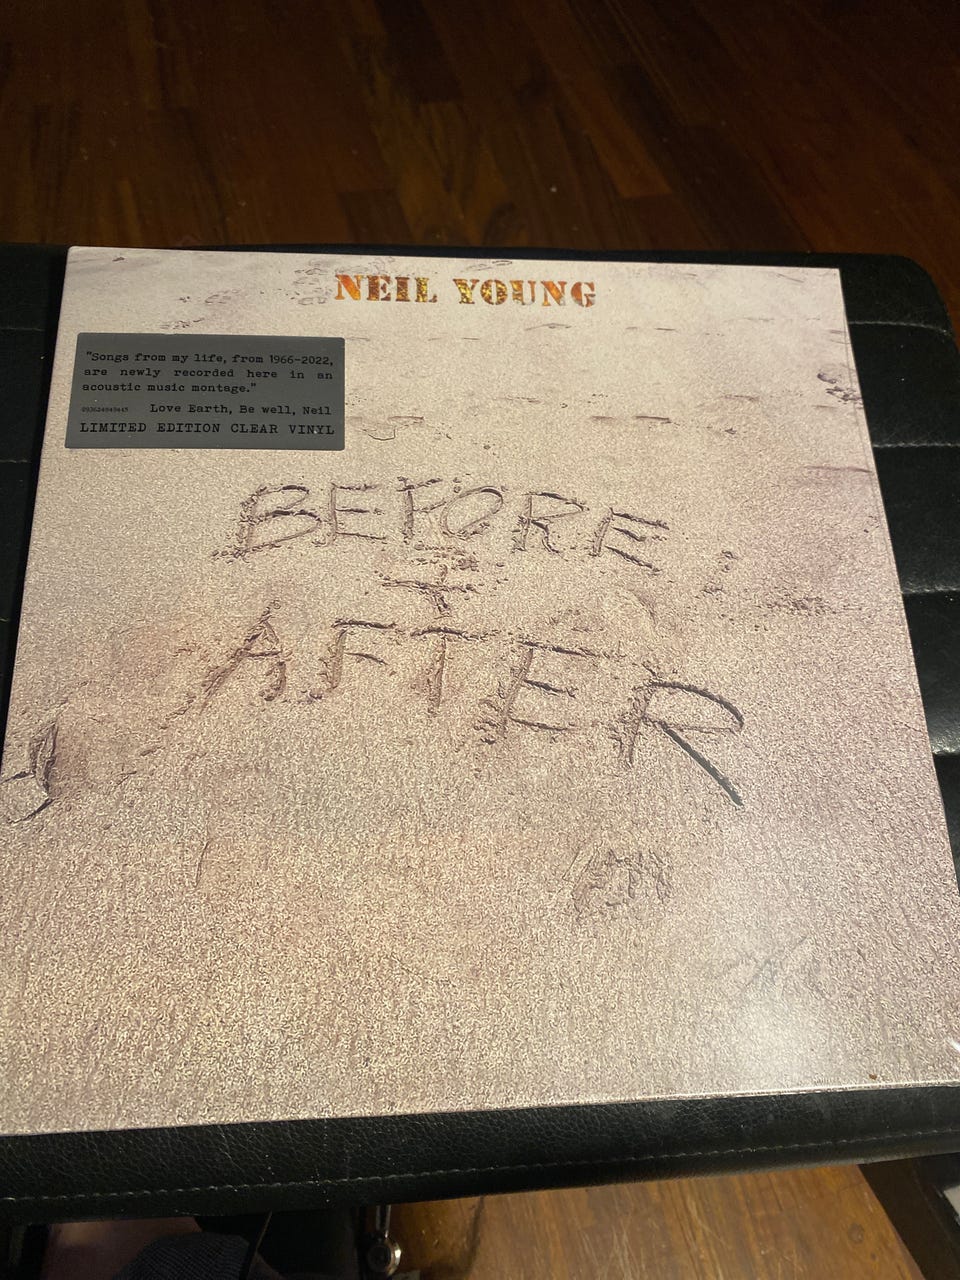 NEIL YOUNG
"Songs from my life, from 1966-2022,
are newly recorded here in an
acoustic music montage."
093624849445 Love Earth, Be well, Neil
LIMITED EDITION CLEAR VINYL
BEFORE
+
AFTER